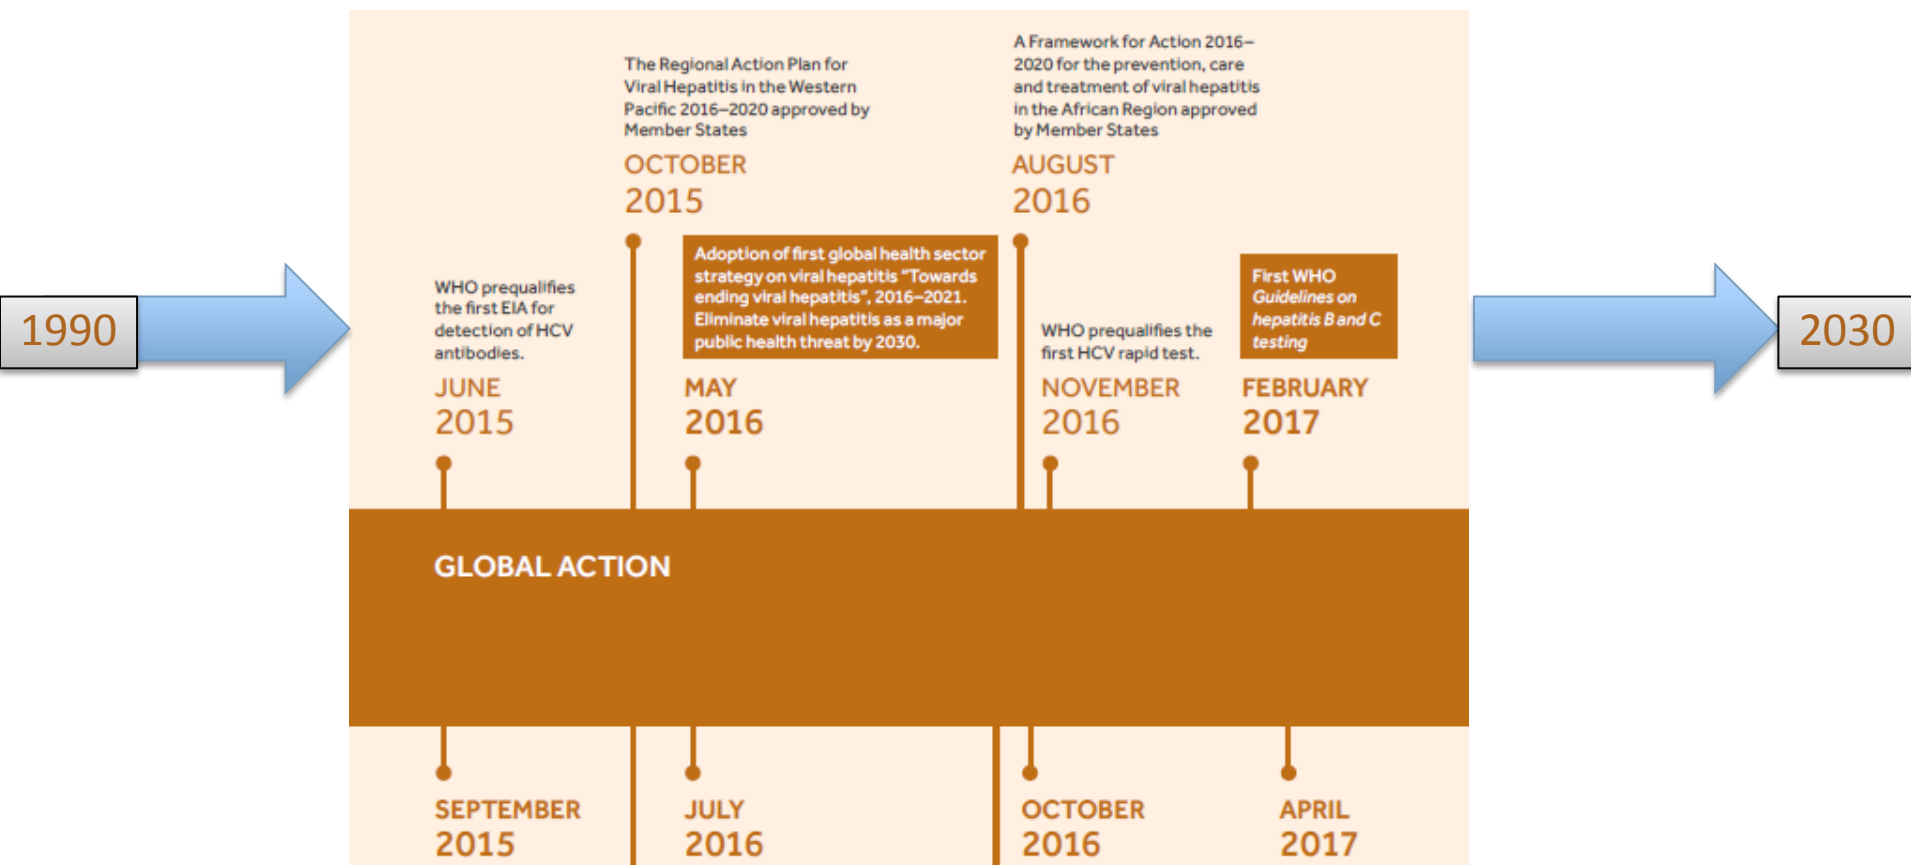 1990
The Regional Action Plan for
Viral Hepatitis in the Western
Pacific 2016–2020 approved by
Member States
OCTOBER
2015
A Framework for Action 2016–
2020 for the prevention, care
and treatment of viral hepatitis
in the African Region approved
by Member States
AUGUST
2016
WHO prequalifies
the first EIA for
detection of HCV
antibodies.
JUNE
2015
Adoption of first global health sector
strategy on viral hepatitis "Towards
ending viral hepatitis", 2016–2021.
Eliminate viral hepatitis as a major
public health threat by 2030.
MAY
2016
WHO prequalifies the
first HCV rapid test.
NOVEMBER
2016
First WHO
Guidelines on
hepatitis B and C
testing
FEBRUARY
2017
2030
GLOBAL ACTION
SEPTEMBER
2015
JULY
2016
OCTOBER
2016
APRIL
2017